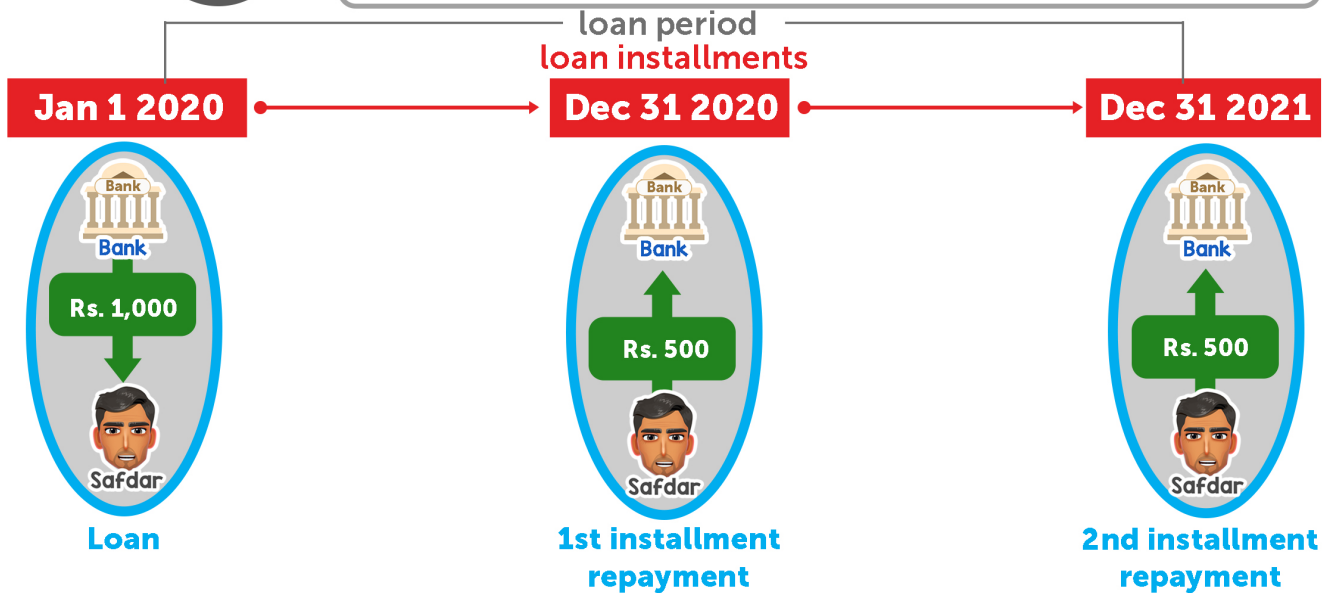 loan period
loan installments
Jan 1 2020
Dec 31 2020
Dec 31 2021
Bank
Bank
Rs. 1,000
Safdar
Loan
Bank
Bank
Rs. 500
Safdar
1st installment
repayment
Bank
Bank
Rs. 500
Safdar
2nd installment
repayment